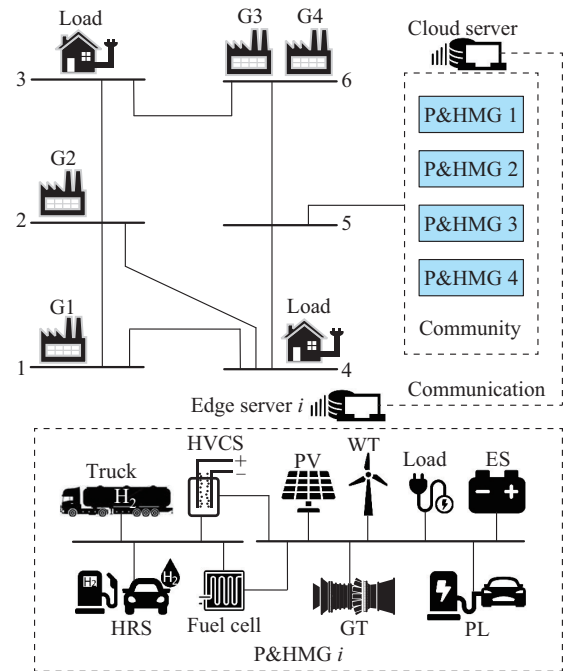 G3 G4
Load
Cloud server
3
6
P&HMG 1
G2
P&HMG 2
2
5
P&HMG 3
P&HMG 4
G1
Load
Community
1
4
Communication
Edge server i
HVCS
+
−
Truck
PV
WT
Load
ES
H2
− +
H2
H2
HRS
Fuel cell
GT
PL
P&HMG i